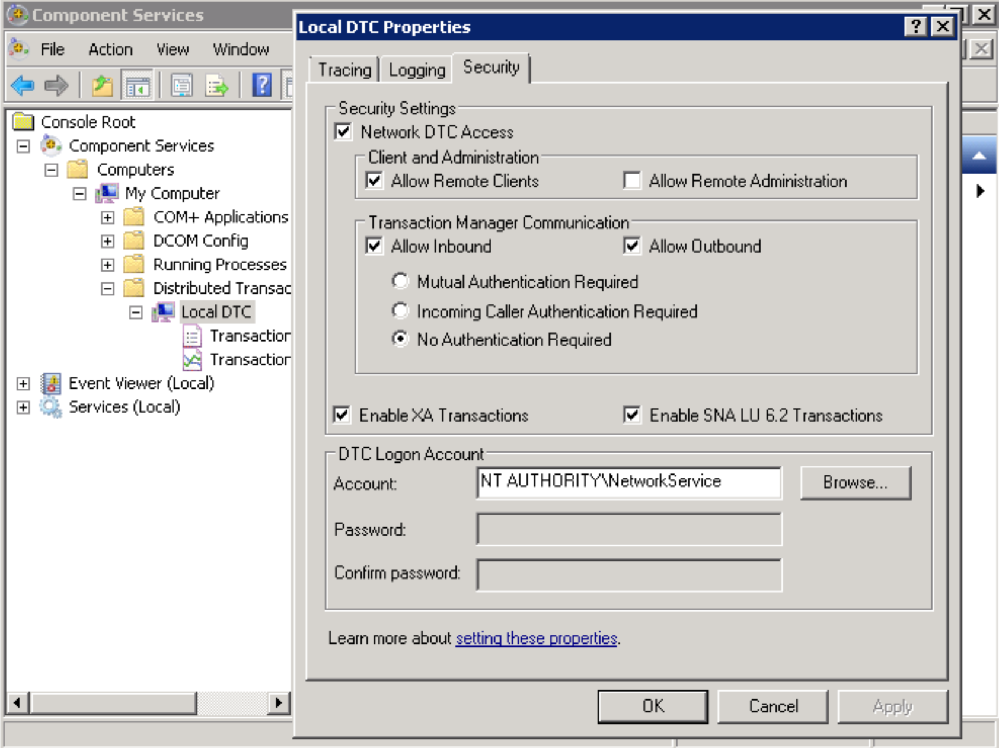 Component Services
File Action View Window
Console Root
Component Services
Computers
My Computer
COM+ Applications
DCOM Config
Running Processes
Distributed Transac
Local DTC
Transaction
Transaction
Event Viewer (Local)
Services (Local)
Local DTC Properties
Tracing Logging Security
Security Settings
Network DTC Access
Client and Administration
Allow Remote Clients Allow Remote Administration
Transaction Manager Communication
Allow Inbound Allow Outbound
Mutual Authentication Required
Incoming Caller Authentication Required
No Authentication Required
Enable XA Transactions Enable SNA LU 6.2 Transactions
DTC Logon Account
Account: NT AUTHORITY\NetworkService Browse...
Password:
Confirm password:
Learn more about setting these properties.
OK Cancel Apply